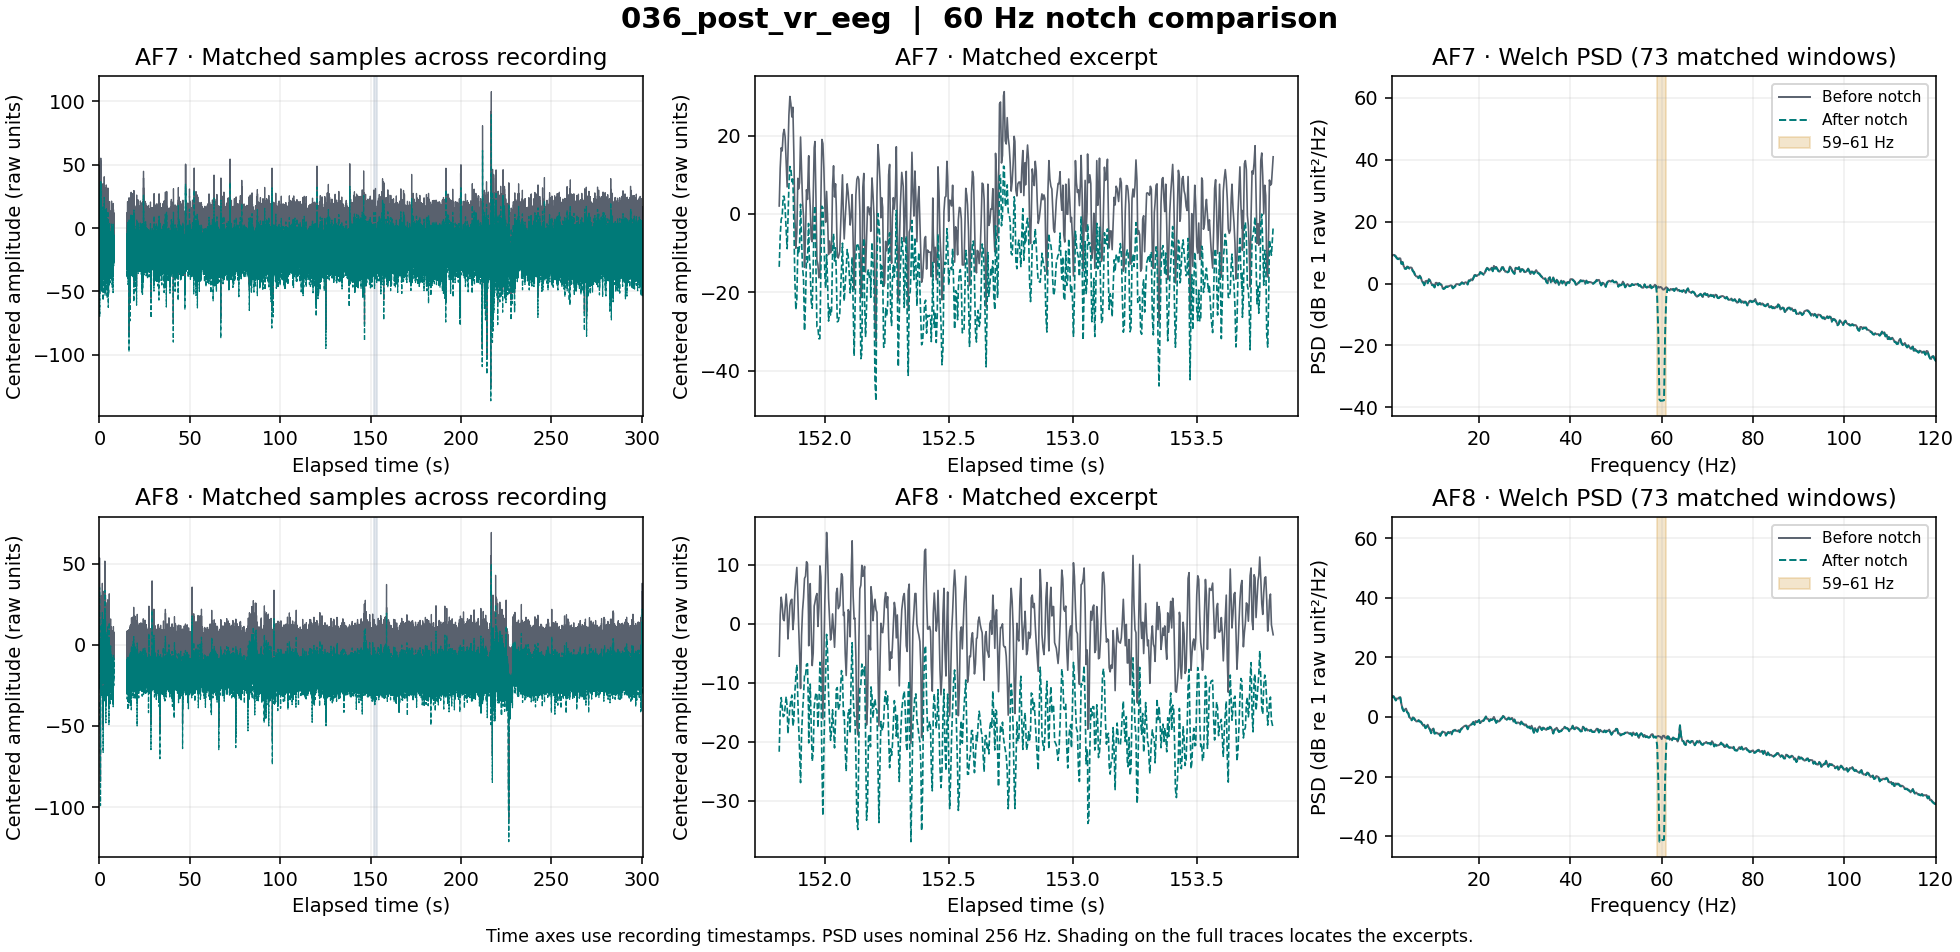 036_post_vr_eeg | 60 Hz notch comparison
AF7 · Matched samples across recording
Centered amplitude (raw units)
100
50
0
−50
−100
0 50 100 150 200 250 300
Elapsed time (s)
AF7 · Matched excerpt
Centered amplitude (raw units)
20
0
−20
−40
152.0 152.5 153.0 153.5
Elapsed time (s)
AF7 · Welch PSD (73 matched windows)
PSD (dB re 1 raw unit²/Hz)
60
40
20
0
−20
−40
20 40 60 80 100 120
Frequency (Hz)
Before notch
After notch
59–61 Hz
AF8 · Matched samples across recording
Centered amplitude (raw units)
50
0
−50
−100
0 50 100 150 200 250 300
Elapsed time (s)
AF8 · Matched excerpt
Centered amplitude (raw units)
10
0
−10
−20
−30
152.0 152.5 153.0 153.5
Elapsed time (s)
AF8 · Welch PSD (73 matched windows)
PSD (dB re 1 raw unit²/Hz)
60
40
20
0
−20
−40
20 40 60 80 100 120
Frequency (Hz)
Before notch
After notch
59–61 Hz
Time axes use recording timestamps. PSD uses nominal 256 Hz. Shading on the full traces locates the excerpts.